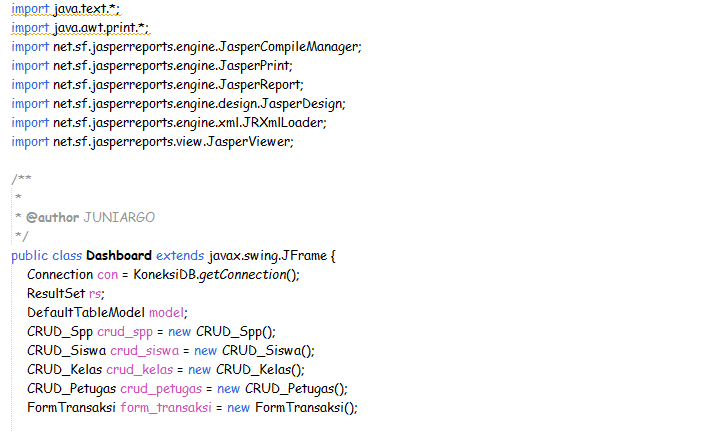 import java.text.*;
import java.awt.print.*;
import net.sf.jasperreports.engine.JasperCompileManager;
import net.sf.jasperreports.engine.JasperPrint;
import net.sf.jasperreports.engine.JasperReport;
import net.sf.jasperreports.engine.design.JasperDesign;
import net.sf.jasperreports.engine.xml.JRXmlLoader;
import net.sf.jasperreports.view.JasperViewer;
/**
*
* @author JUNIARGO
*/
public class Dashboard extends javax.swing.JFrame {
Connection con = KoneksiDB.getConnection();
ResultSet rs;
DefaultTableModel model;
CRUD_Spp crud_spp = new CRUD_Spp();
CRUD_Siswa crud_siswa = new CRUD_Siswa();
CRUD_Kelas crud_kelas = new CRUD_Kelas();
CRUD_Petugas crud_petugas = new CRUD_Petugas();
FormTransaksi form_transaksi = new FormTransaksi();